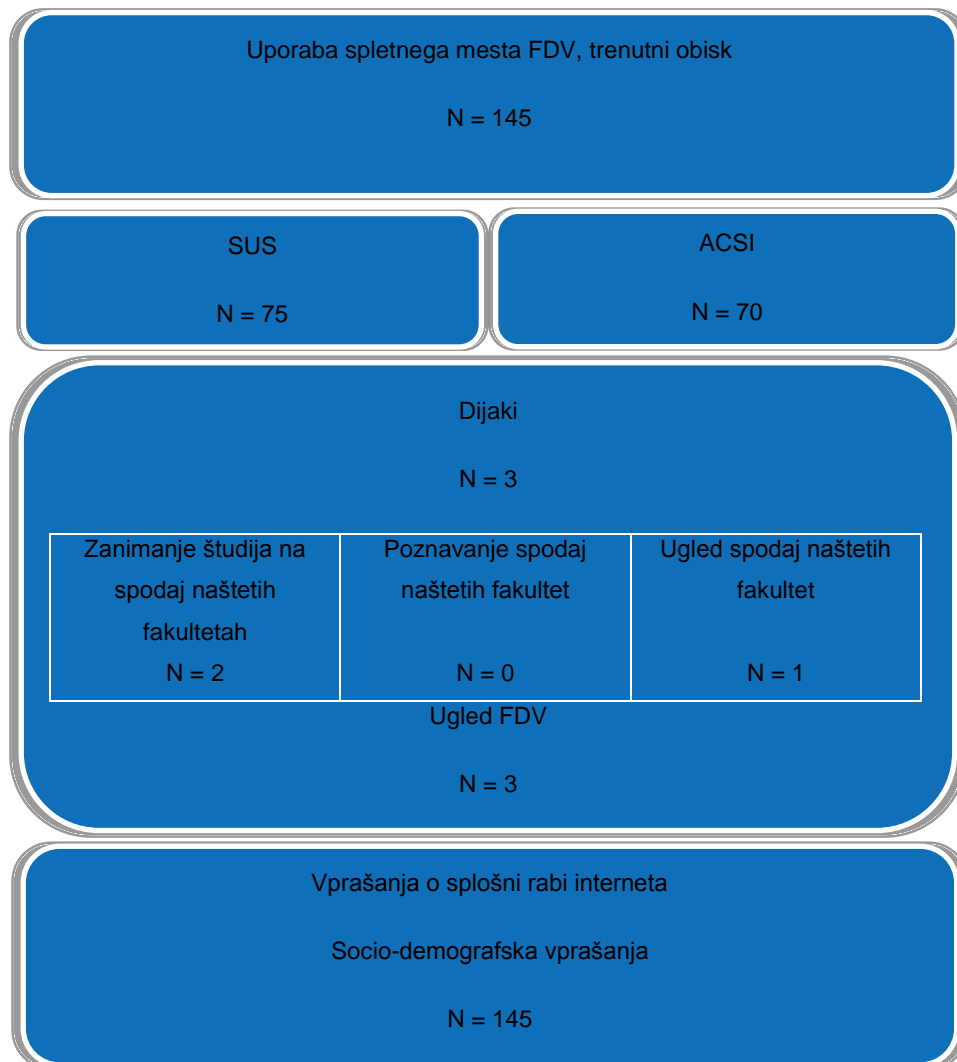 Uporaba spletnega mesta FDV, trenutni obisk
N = 145
SUS
N = 75
ACSI
N = 70
Dijaki
N = 3
Zanimanje študija na
spodaj naštetih
fakultetah
N = 2
Poznavanje spodaj
naštetih fakultet
N = 0
Ugled spodaj naštetih
fakultet
N = 1
Ugled FDV
N = 3
Vprašanja o splošni rabi interneta
Socio-demografska vprašanja
N = 145